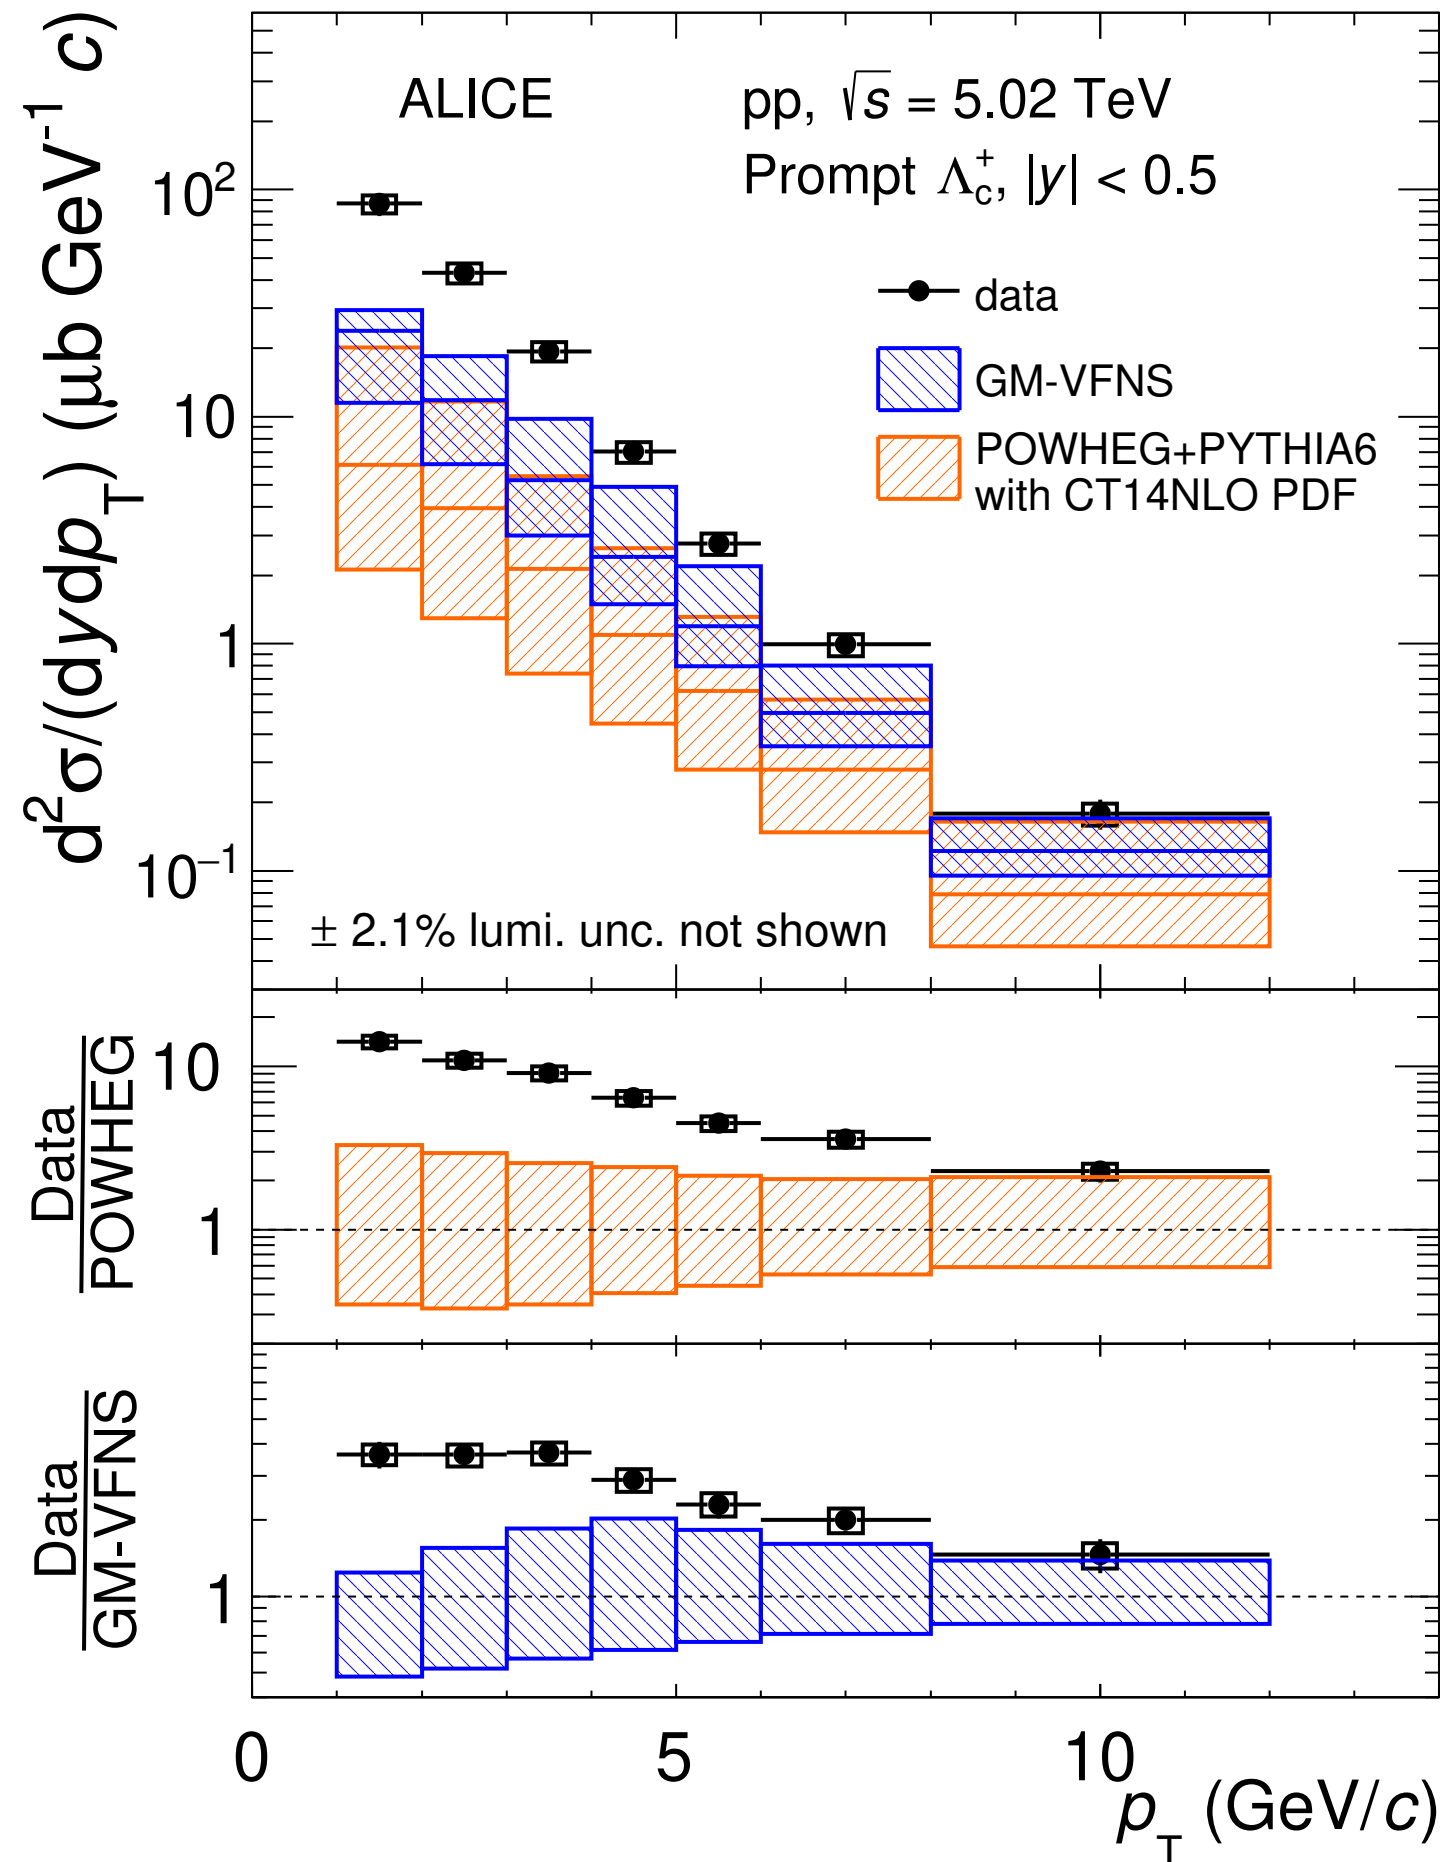 ALICE
pp, √s = 5.02 TeV
Prompt Λc+, |y| < 0.5
data
GM-VFNS
POWHEG+PYTHIA6
with CT14NLO PDF
± 2.1% lumi. unc. not shown
d²σ/(dydpT) (μb GeV⁻¹ c)
10²
10
1
10⁻¹
Data
POWHEG
10
1
Data
GM-VFNS
1
0 5 10
pT (GeV/c)